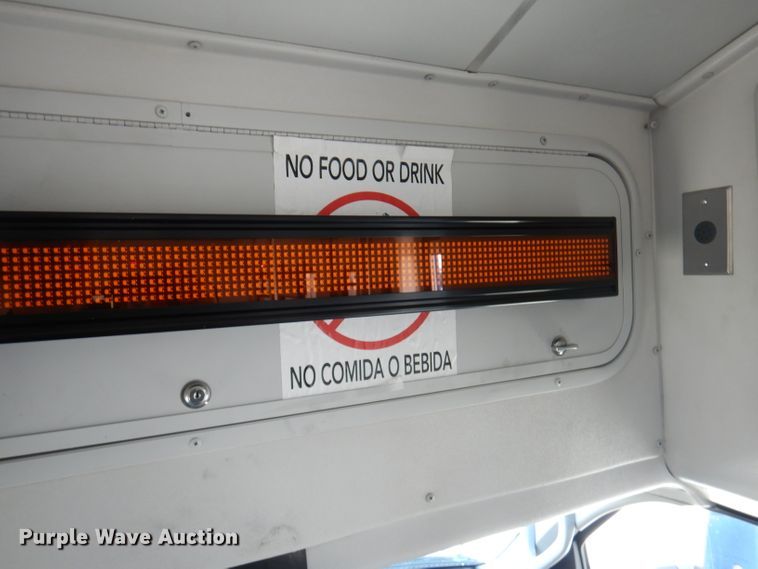 NO FOOD OR DRINK
NO COMIDA O BEBIDA
Purple Wave Auction